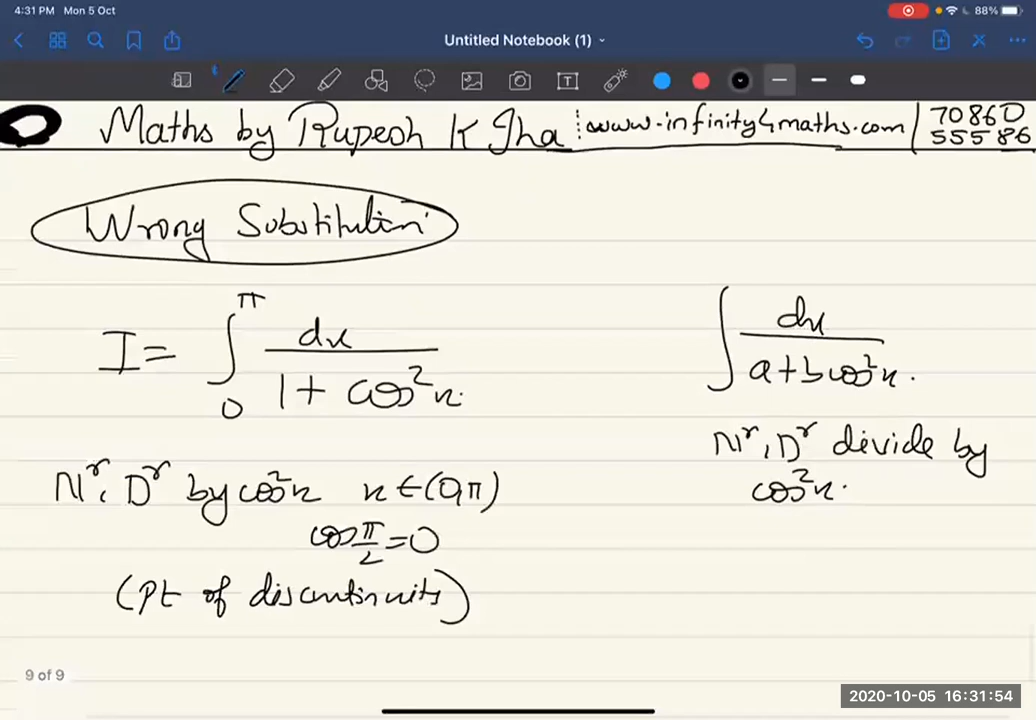 4:31 PM Mon 5 Oct
88%
Untitled Notebook (1)
Maths by Rupesh K Jha
www.infinity4maths.com
70860
55586
Wrong Substitution
I = ∫₀^π dx / (1 + cos²x)
∫ dx / (a + b cos²x)
Nʳ, Dʳ divide by
cos²x.
Nʳ, Dʳ by cos²x x ∈ (0, π)
cos π/2 = 0
(Pt of discontinuity)
9 of 9
2020-10-05 16:31:54